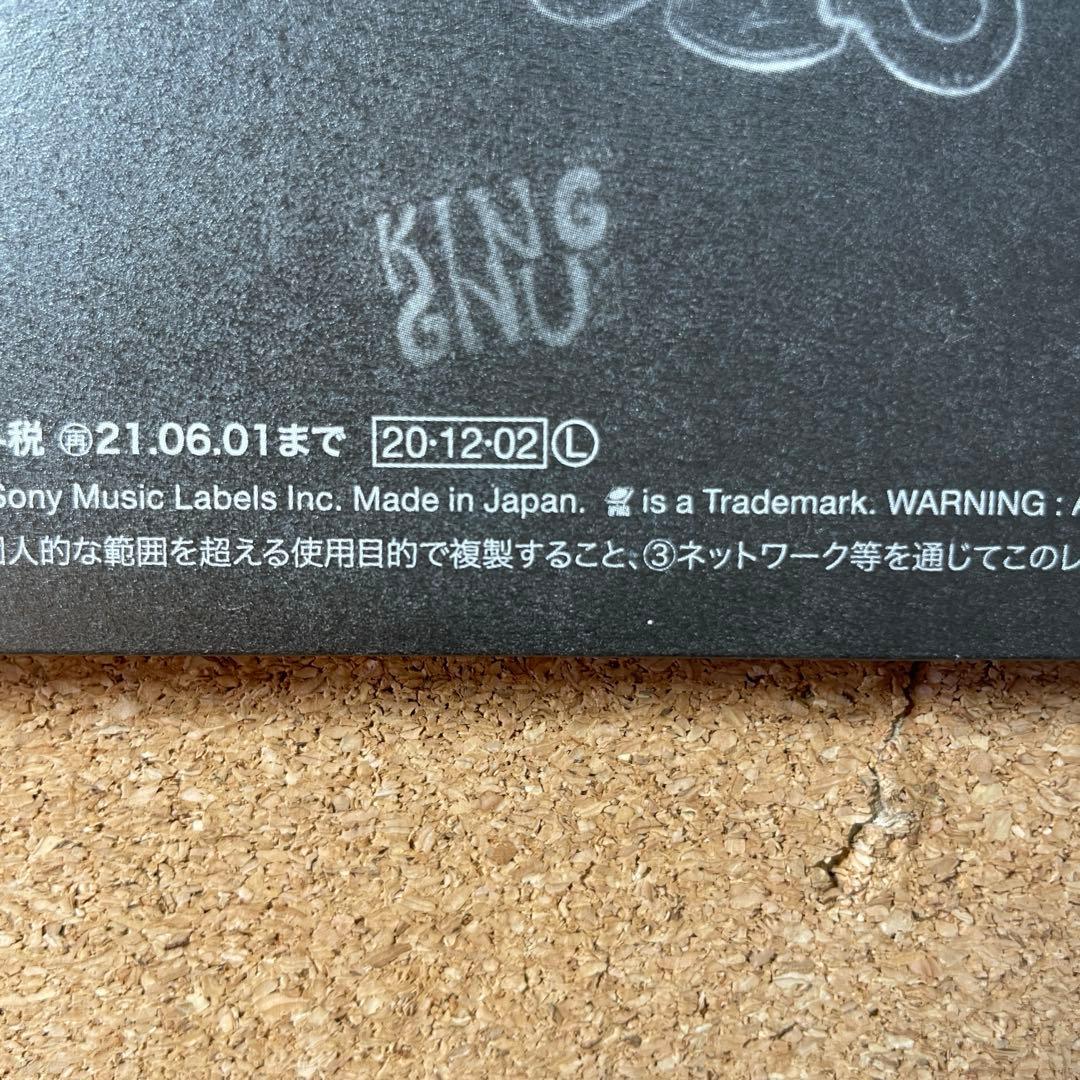 KING
GNU
税 再21.06.01まで 20・12・02 L
Sony Music Labels Inc. Made in Japan. is a Trademark. WARNING : A
人的な範囲を超える使用目的で複製すること、③ネットワーク等を通じてこのレ